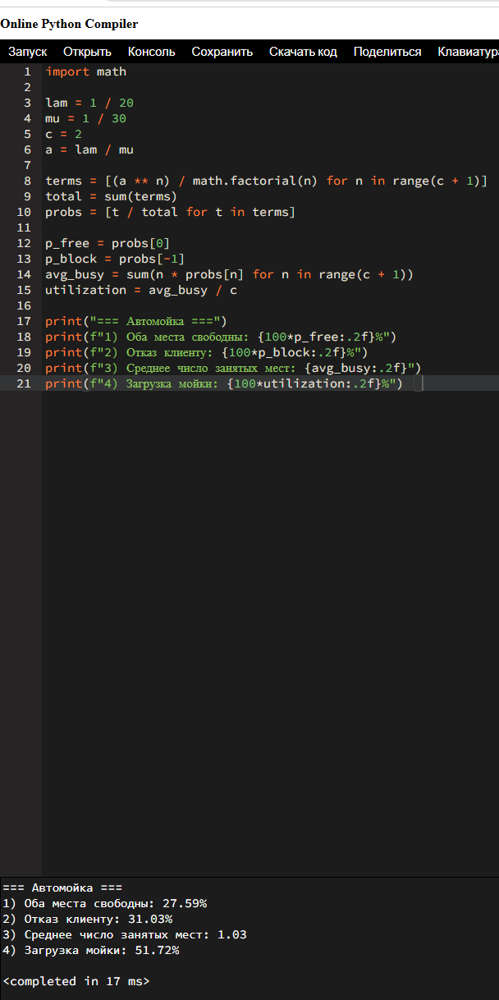 Online Python Compiler
Запуск Открыть Консоль Сохранить Скачать код Поделиться Клавиатур
1 import math
2
3 lam = 1 / 20
4 mu = 1 / 30
5 c = 2
6 a = lam / mu
7
8 terms = [(a ** n) / math.factorial(n) for n in range(c + 1)]
9 total = sum(terms)
10 probs = [t / total for t in terms]
11
12 p_free = probs[0]
13 p_block = probs[-1]
14 avg_busy = sum(n * probs[n] for n in range(c + 1))
15 utilization = avg_busy / c
16
17 print("=== Автомойка ===")
18 print(f"1) Оба места свободны: {100*p_free:.2f}%")
19 print(f"2) Отказ клиенту: {100*p_block:.2f}%")
20 print(f"3) Среднее число занятых мест: {avg_busy:.2f}")
21 print(f"4) Загрузка мойки: {100*utilization:.2f}%")
=== Автомойка ===
1) Оба места свободны: 27.59%
2) Отказ клиенту: 31.03%
3) Среднее число занятых мест: 1.03
4) Загрузка мойки: 51.72%
<completed in 17 ms>